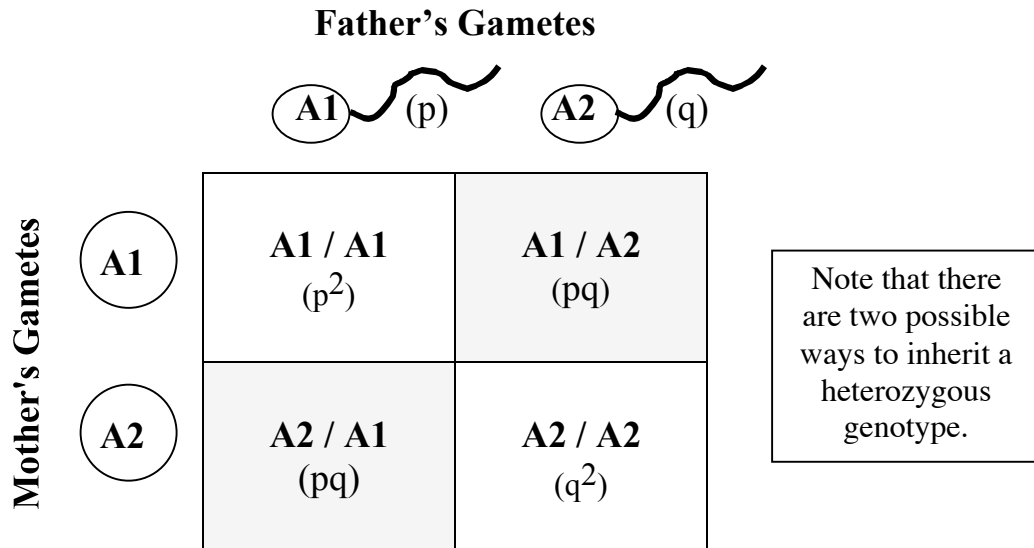 Father’s Gametes
A1 (p) A2 (q)
Mother's Gametes
A1
A1 / A1
(p²)
A1 / A2
(pq)
A2
A2 / A1
(pq)
A2 / A2
(q²)
Note that there
are two possible
ways to inherit a
heterozygous
genotype.